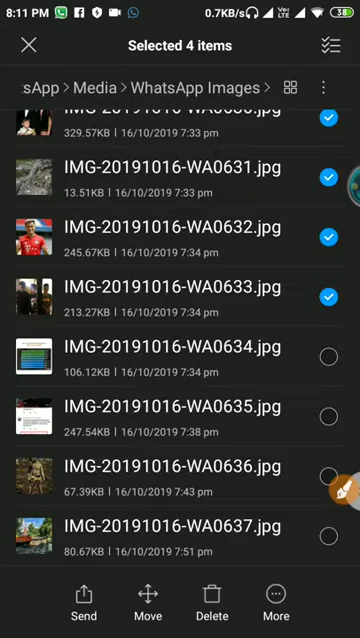 8:11 PM 0.7KB/s Vo) LTE 38
Selected 4 items
:sApp > Media > WhatsApp Images >
329.57KB | 16/10/2019 7:33 pm
IMG-20191016-WA0631.jpg
13.51KB | 16/10/2019 7:33 pm
IMG-20191016-WA0632.jpg
245.67KB | 16/10/2019 7:34 pm
IMG-20191016-WA0633.jpg
213.27KB | 16/10/2019 7:34 pm
IMG-20191016-WA0634.jpg
106.12KB | 16/10/2019 7:34 pm
IMG-20191016-WA0635.jpg
247.54KB | 16/10/2019 7:38 pm
IMG-20191016-WA0636.jpg
67.39KB | 16/10/2019 7:43 pm
IMG-20191016-WA0637.jpg
80.67KB | 16/10/2019 7:51 pm
Send Move Delete More